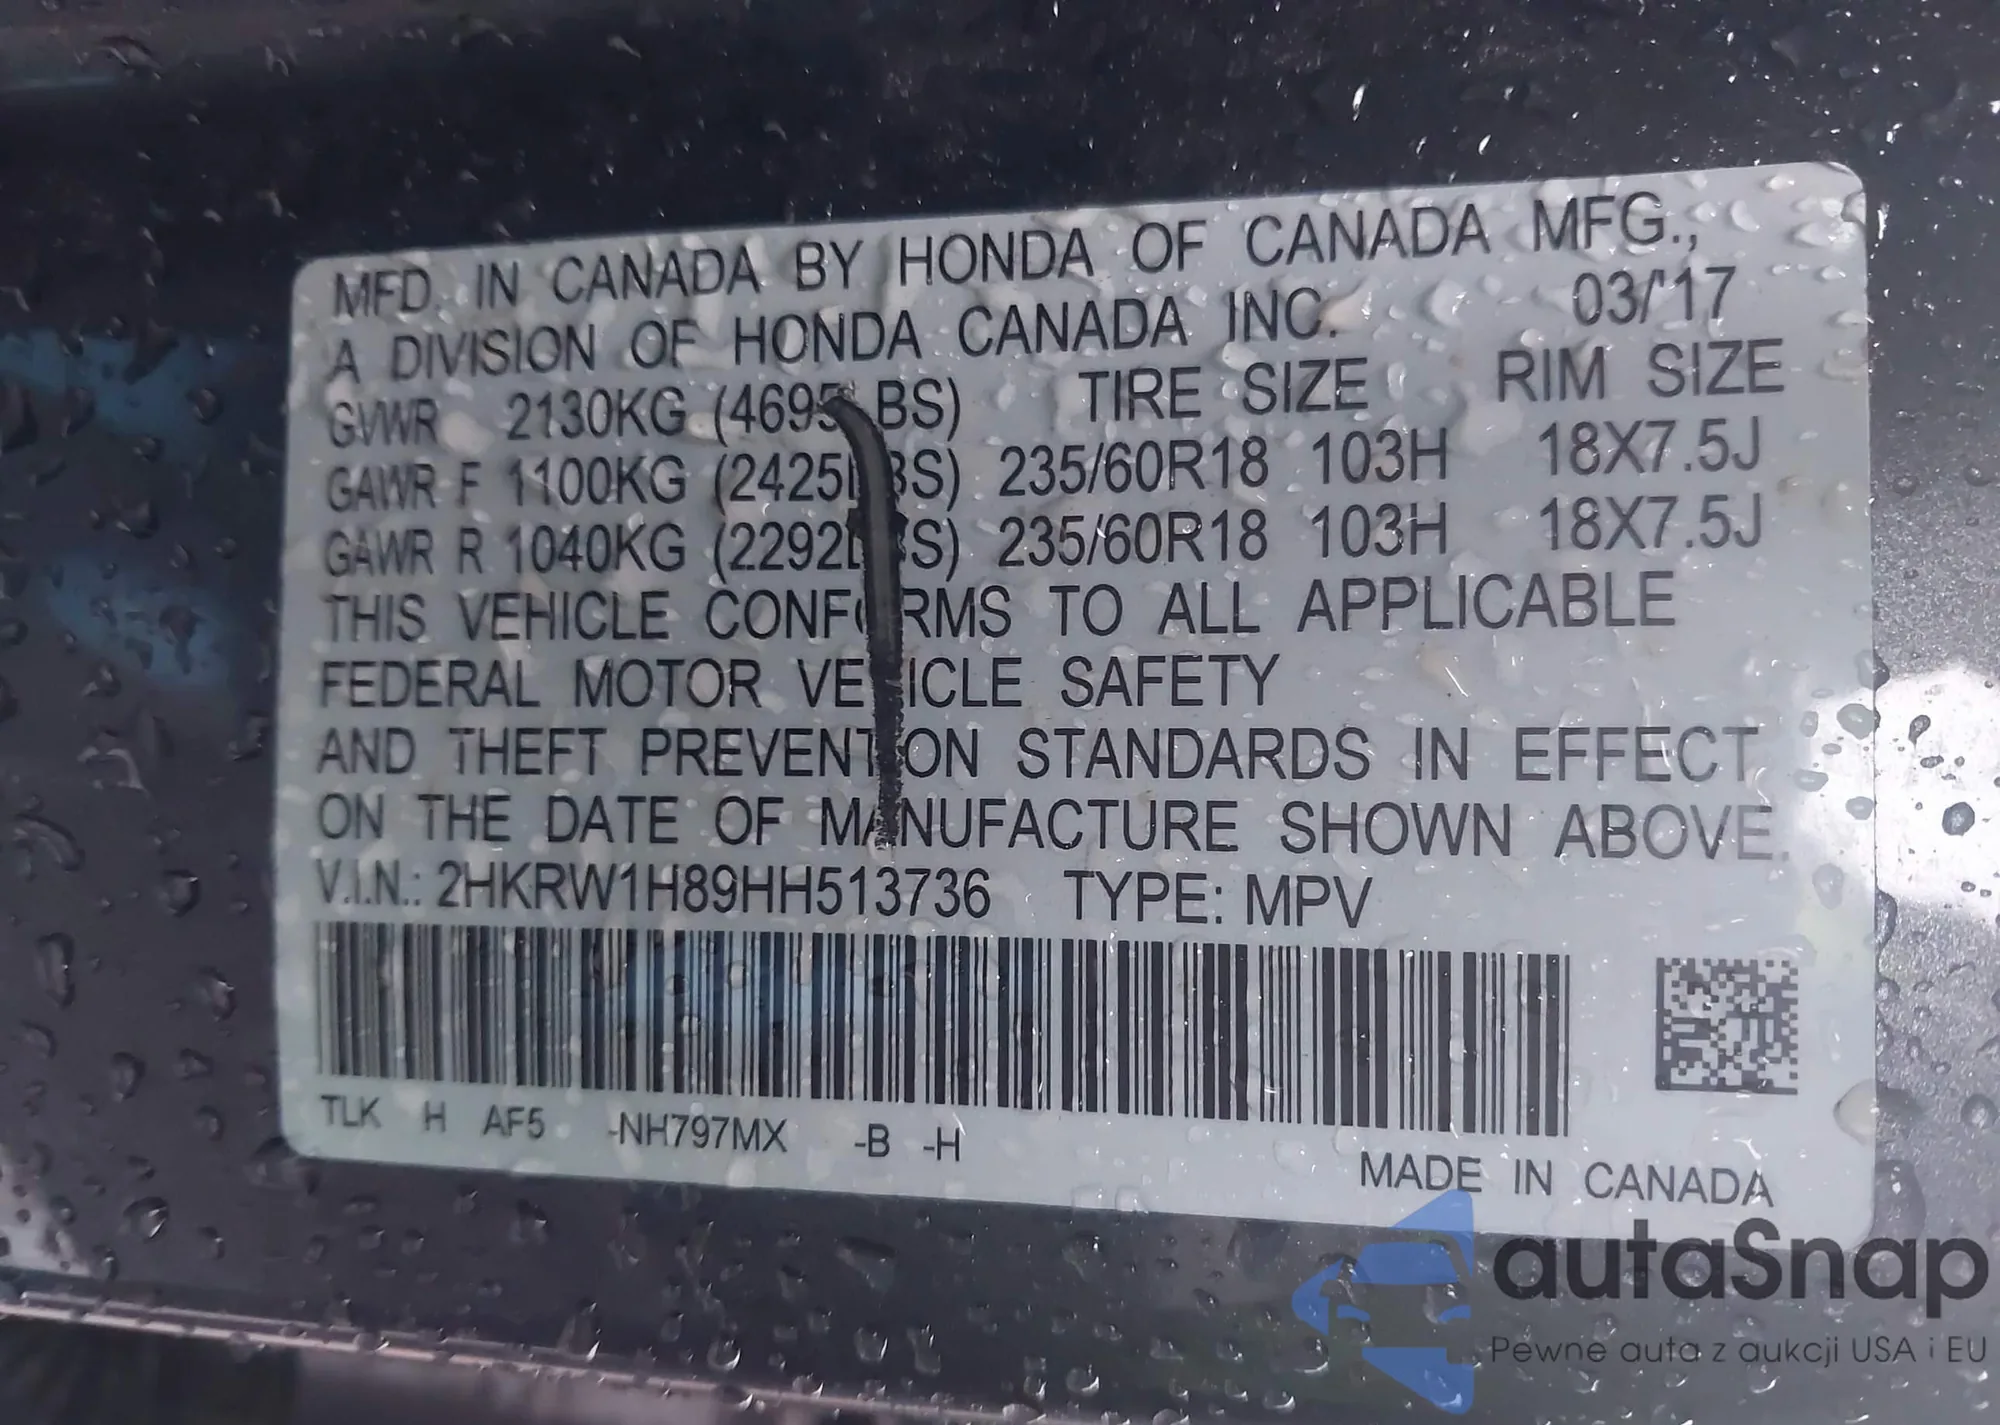 MFD. IN CANADA BY HONDA OF CANADA MFG.,
A DIVISION OF HONDA CANADA INC. 03/'17
GVWR 2130KG (4695LBS) TIRE SIZE RIM SIZE
GAWR F 1100KG (2425LBS) 235/60R18 103H 18X7.5J
GAWR R 1040KG (2292LBS) 235/60R18 103H 18X7.5J
THIS VEHICLE CONFORMS TO ALL APPLICABLE
FEDERAL MOTOR VEHICLE SAFETY
AND THEFT PREVENTION STANDARDS IN EFFECT
ON THE DATE OF MANUFACTURE SHOWN ABOVE.
V.I.N.: 2HKRW1H89HH513736 TYPE: MPV
TLK H AF5 -NH797MX -B -H
MADE IN CANADA
autaSnap
Pewne auta z aukcji USA i EU